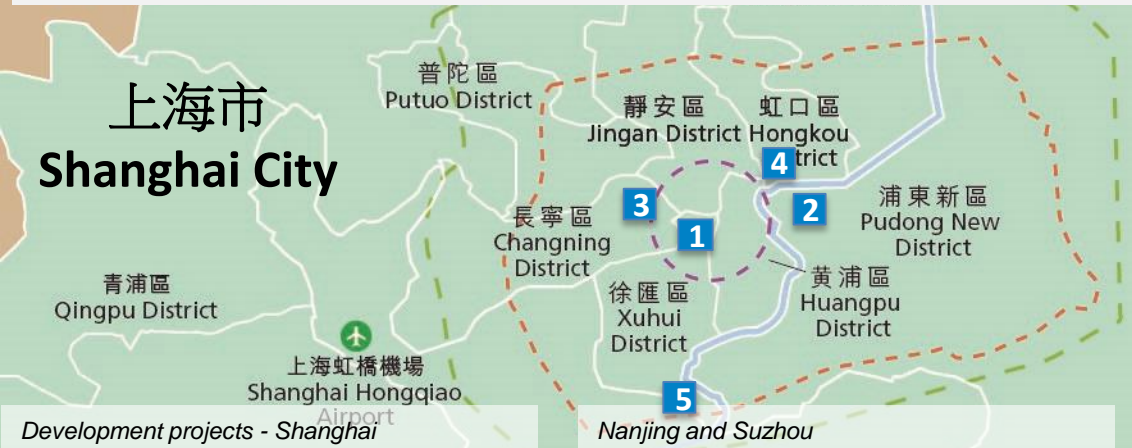 上海市
Shanghai City
普陀區
Putuo District
靜安區
Jingan District
虹口區
Hongkou
trict
4
3
2
1
長寧區
Changning
District
浦東新區
Pudong New
District
青浦區
Qingpu District
徐匯區
Xuhui
District
黄浦區
Huangpu
District
上海虹橋機場
Shanghai Hongqiao
Airport
5
Development projects - Shanghai
Nanjing and Suzhou